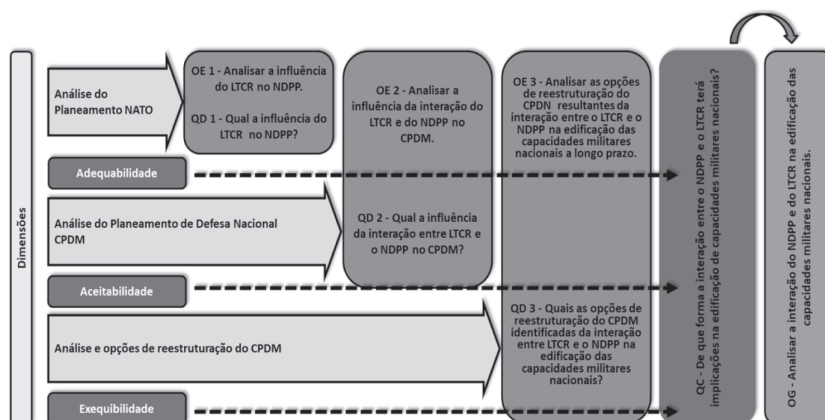 Dimensões
Análise do
Planeamento NATO
OE 1 - Analisar a influência
do LTCR no NDPP.
QD 1 - Qual a influência do
LTCR no NDPP?
Adequabilidade
Análise do Planeamento de Defesa Nacional
CPDM
OE 2 - Analisar a
influência da interação do
LTCR e do NDPP no
CPDM.
QD 2 - Qual a influência
da interação entre LTCR e
o NDPP no CPDM?
Aceitabilidade
Análise e opções de reestruturação do CPDM
OE 3 - Analisar as opções
de reestruturação do
CPDN resultantes da
interação entre o LTCR e o
NDPP na edificação das
capacidades militares
nacionais a longo prazo.
QD 3 - Quais as opções de
reestruturação do CPDM
identificadas da interação
entre LTCR e o NDPP na
edificação das
capacidades militares
nacionais?
Exequibilidade
QC - De que forma a interação entre o NDPP e o LTCR terá
implicações na edificação de capacidades militares nacionais?
OG - Analisar a interação do NDPP e do LTCR na edificação das
capacidades militares nacionais.